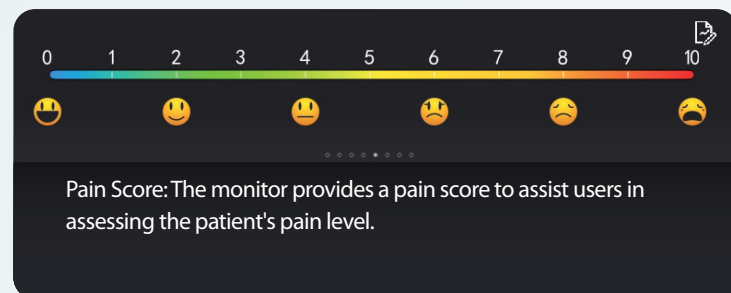 0 1 2 3 4 5 6 7 8 9 10
Pain Score: The monitor provides a pain score to assist users in
assessing the patient's pain level.